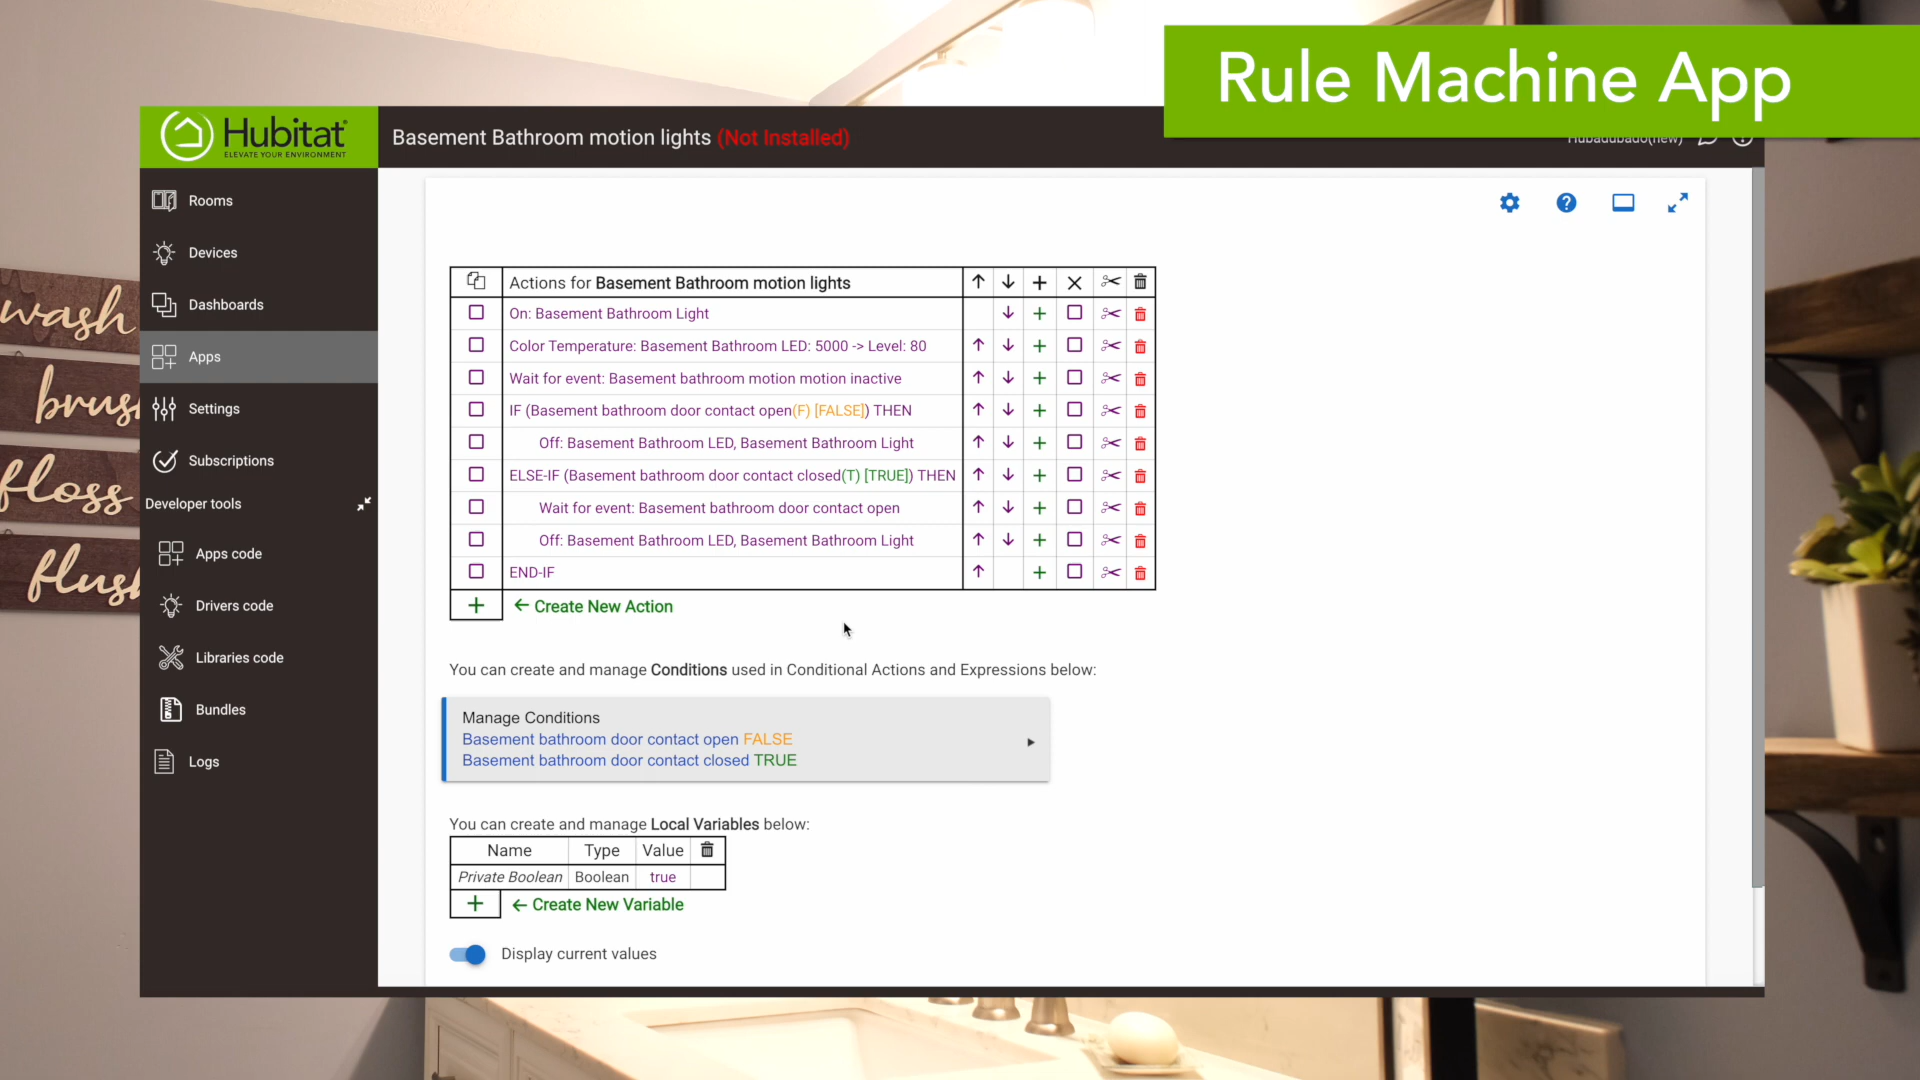 Rule Machine App
Hubitat
ELEVATE YOUR ENVIRONMENT
Basement Bathroom motion lights (Not Installed)
Hubadubado(new)
Rooms
Devices
Dashboards
Apps
Settings
Subscriptions
Developer tools
Apps code
Drivers code
Libraries code
Bundles
Logs
wash
brus
floss
flush
Actions for Basement Bathroom motion lights
On: Basement Bathroom Light
Color Temperature: Basement Bathroom LED: 5000 -> Level: 80
Wait for event: Basement bathroom motion motion inactive
IF (Basement bathroom door contact open(F) [FALSE]) THEN
Off: Basement Bathroom LED, Basement Bathroom Light
ELSE-IF (Basement bathroom door contact closed(T) [TRUE]) THEN
Wait for event: Basement bathroom door contact open
Off: Basement Bathroom LED, Basement Bathroom Light
END-IF
Create New Action
You can create and manage Conditions used in Conditional Actions and Expressions below:
Manage Conditions
Basement bathroom door contact open FALSE
Basement bathroom door contact closed TRUE
You can create and manage Local Variables below:
Name Type Value
Private Boolean Boolean true
Create New Variable
Display current values